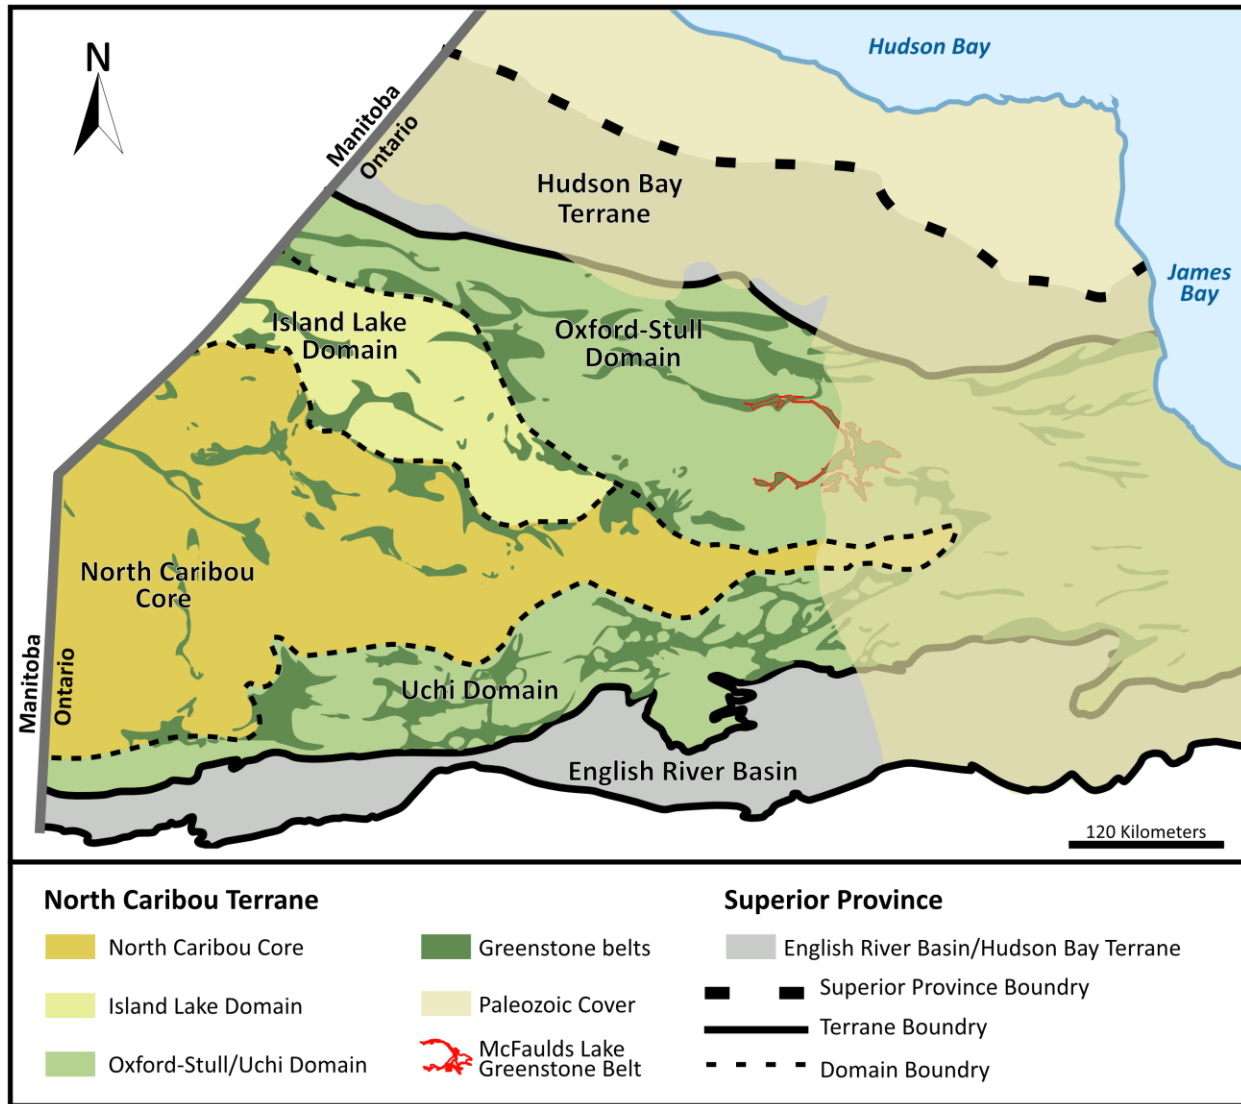 Hudson Bay
N
Manitoba
Ontario
Hudson Bay
Terrane
James
Bay
Island Lake
Domain
Oxford-Stull
Domain
North Caribou
Core
Manitoba
Ontario
Uchi Domain
English River Basin
120 Kilometers
North Caribou Terrane
North Caribou Core
Island Lake Domain
Oxford-Stull/Uchi Domain
Greenstone belts
Paleozoic Cover
McFaulds Lake
Greenstone Belt
Superior Province
English River Basin/Hudson Bay Terrane
Superior Province Boundry
Terrane Boundry
Domain Boundry